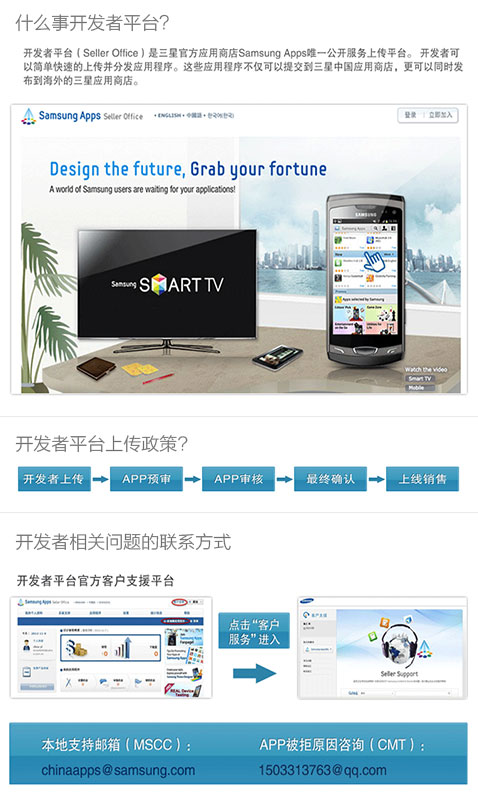 什么事开发者平台?
开发者平台（Seller Office）是三星官方应用商店Samsung Apps唯一公开服务上传平台。 开发者可
以简单快速的上传并分发应用程序。这些应用程序不仅可以提交到三星中国应用商店，更可以同时发
布到海外的三星应用商店。
Samsung Apps Seller Office • ENGLISH • 中國語 • 한국어(한국) 登录 | 立即加入
Design the future, Grab your fortune
A world of Samsung users are waiting for your applications!
SAMSUNG
Samsung Apps
Samsung SMART TV
Applications selected by Samsung
Watch the video
Smart TV
Mobile
开发者平台上传政策?
开发者上传 APP预审 APP审核 最终确认 上线销售
开发者相关问题的联系方式
开发者平台官方客户支援平台
Samsung Apps
点击“客户
服务”进入
SAMSUNG
Seller Support
本地支持邮箱（MSCC）: APP被拒原因咨询（CMT）:
chinaapps@samsung.com 1503313763@qq.com